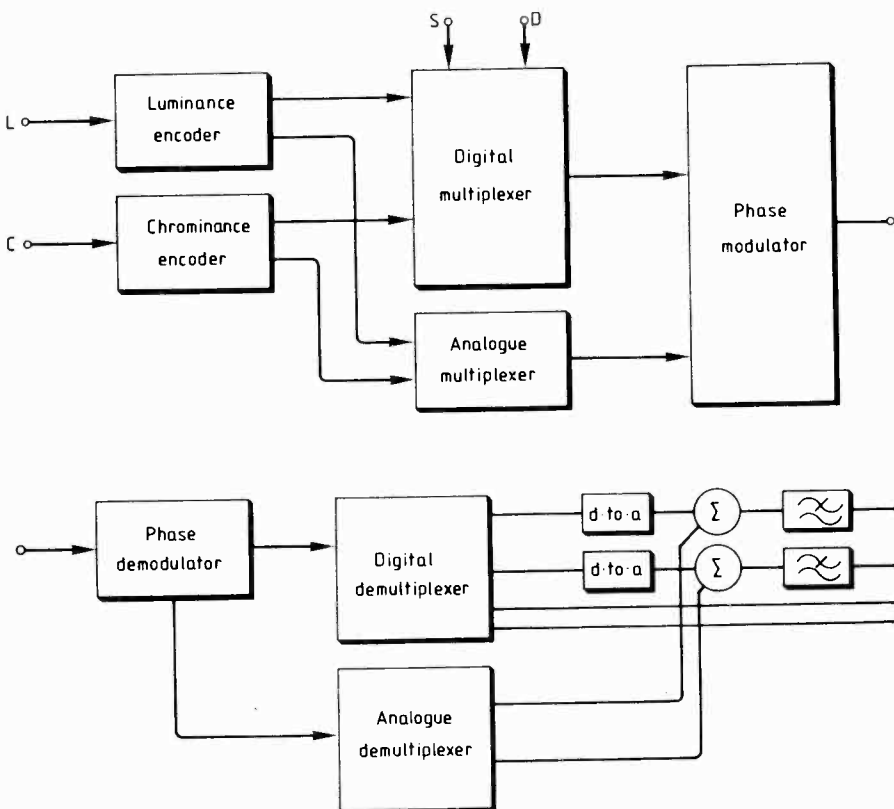 S D
L
Luminance
encoder
Digital
multiplexer
C
Chrominance
encoder
Phase
modulator
Analogue
multiplexer
Phase
demodulator
Digital
demultiplexer
d·to·a
Σ
d·to·a
Σ
Analogue
demultiplexer